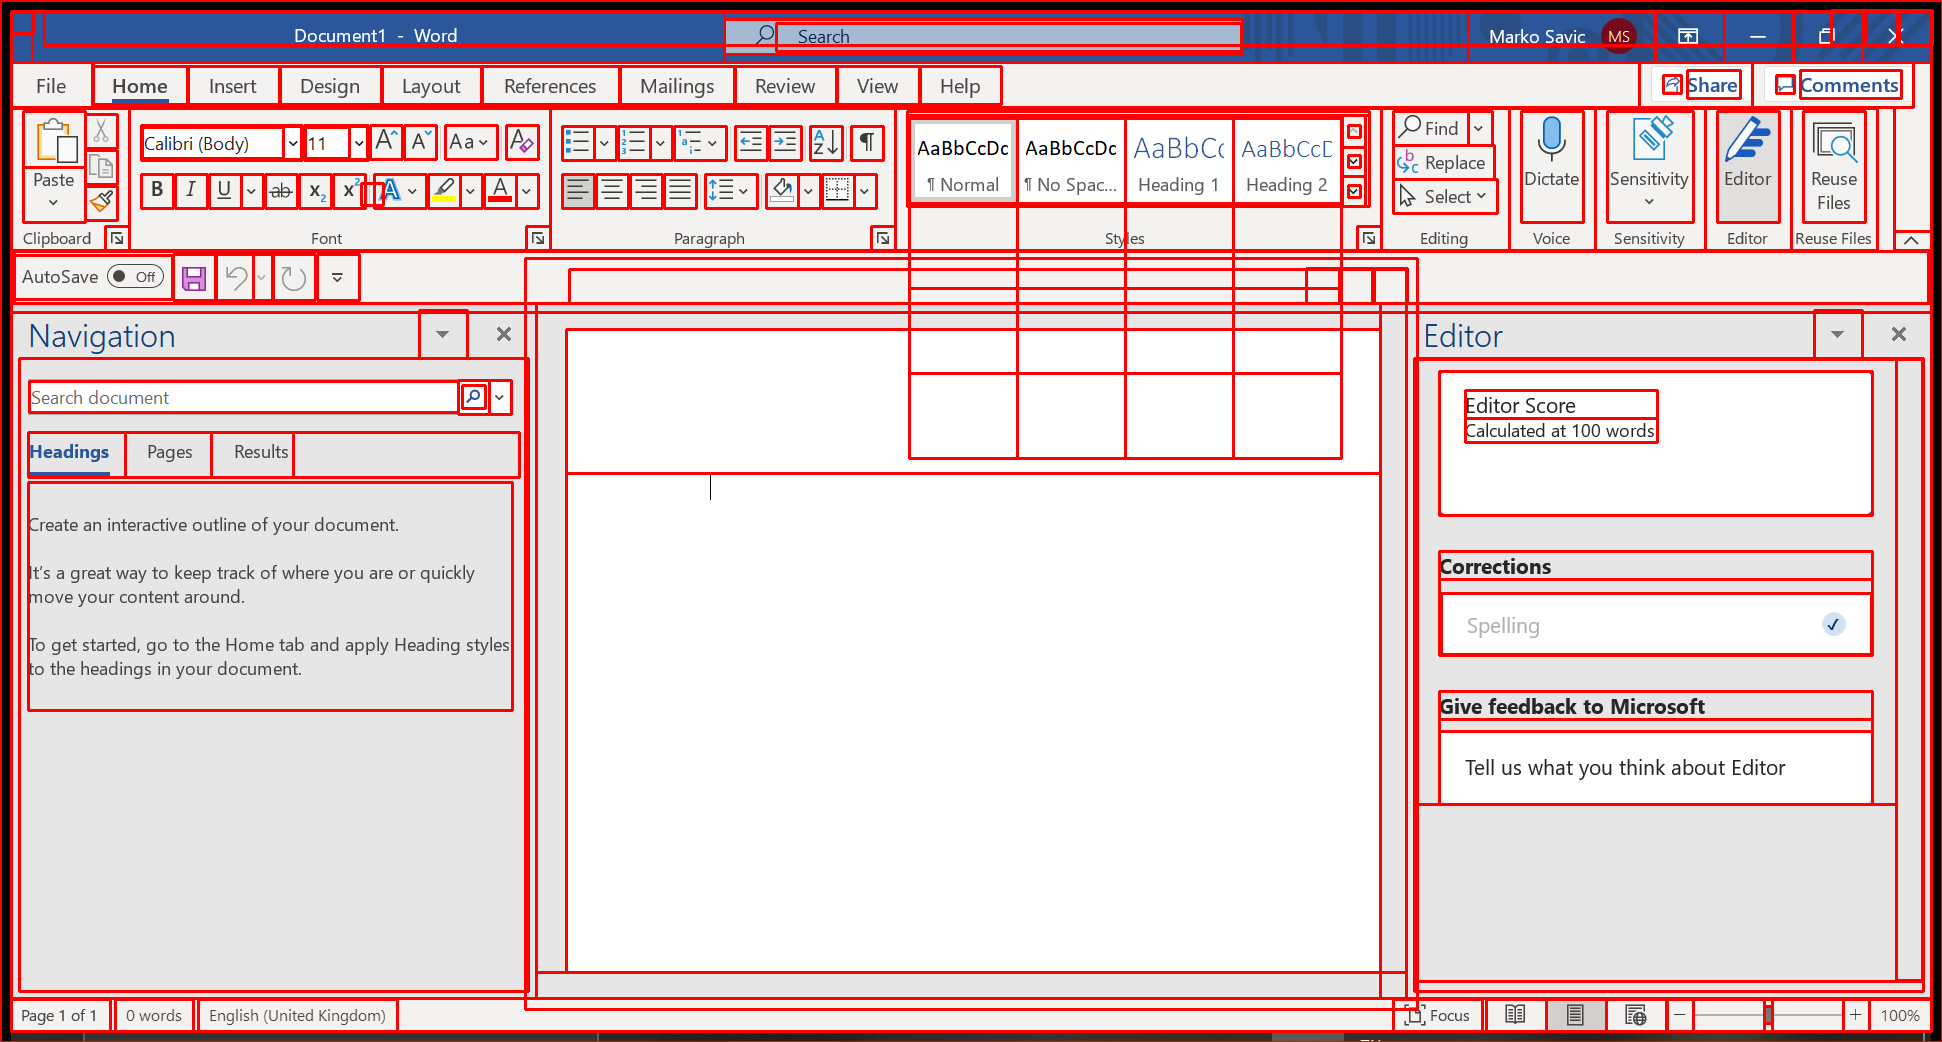 Document1 - Word
Search
Marko Savic MS
File Home Insert Design Layout References Mailings Review View Help
Share Comments
Paste
Clipboard
Calibri (Body) 11
Font
Paragraph
AaBbCcDc AaBbCcDc AaBbCc AaBbCcD
¶ Normal ¶ No Spac... Heading 1 Heading 2
Styles
Find
Replace
Select
Editing
Dictate
Voice
Sensitivity
Sensitivity
Editor
Editor
Reuse
Files
Reuse Files
AutoSave Off
Navigation
Search document
Headings Pages Results
Create an interactive outline of your document.
It's a great way to keep track of where you are or quickly
move your content around.
To get started, go to the Home tab and apply Heading styles
to the headings in your document.
Editor
Editor Score
Calculated at 100 words
Corrections
Spelling
Give feedback to Microsoft
Tell us what you think about Editor
Page 1 of 1 0 words English (United Kingdom)
Focus 100%